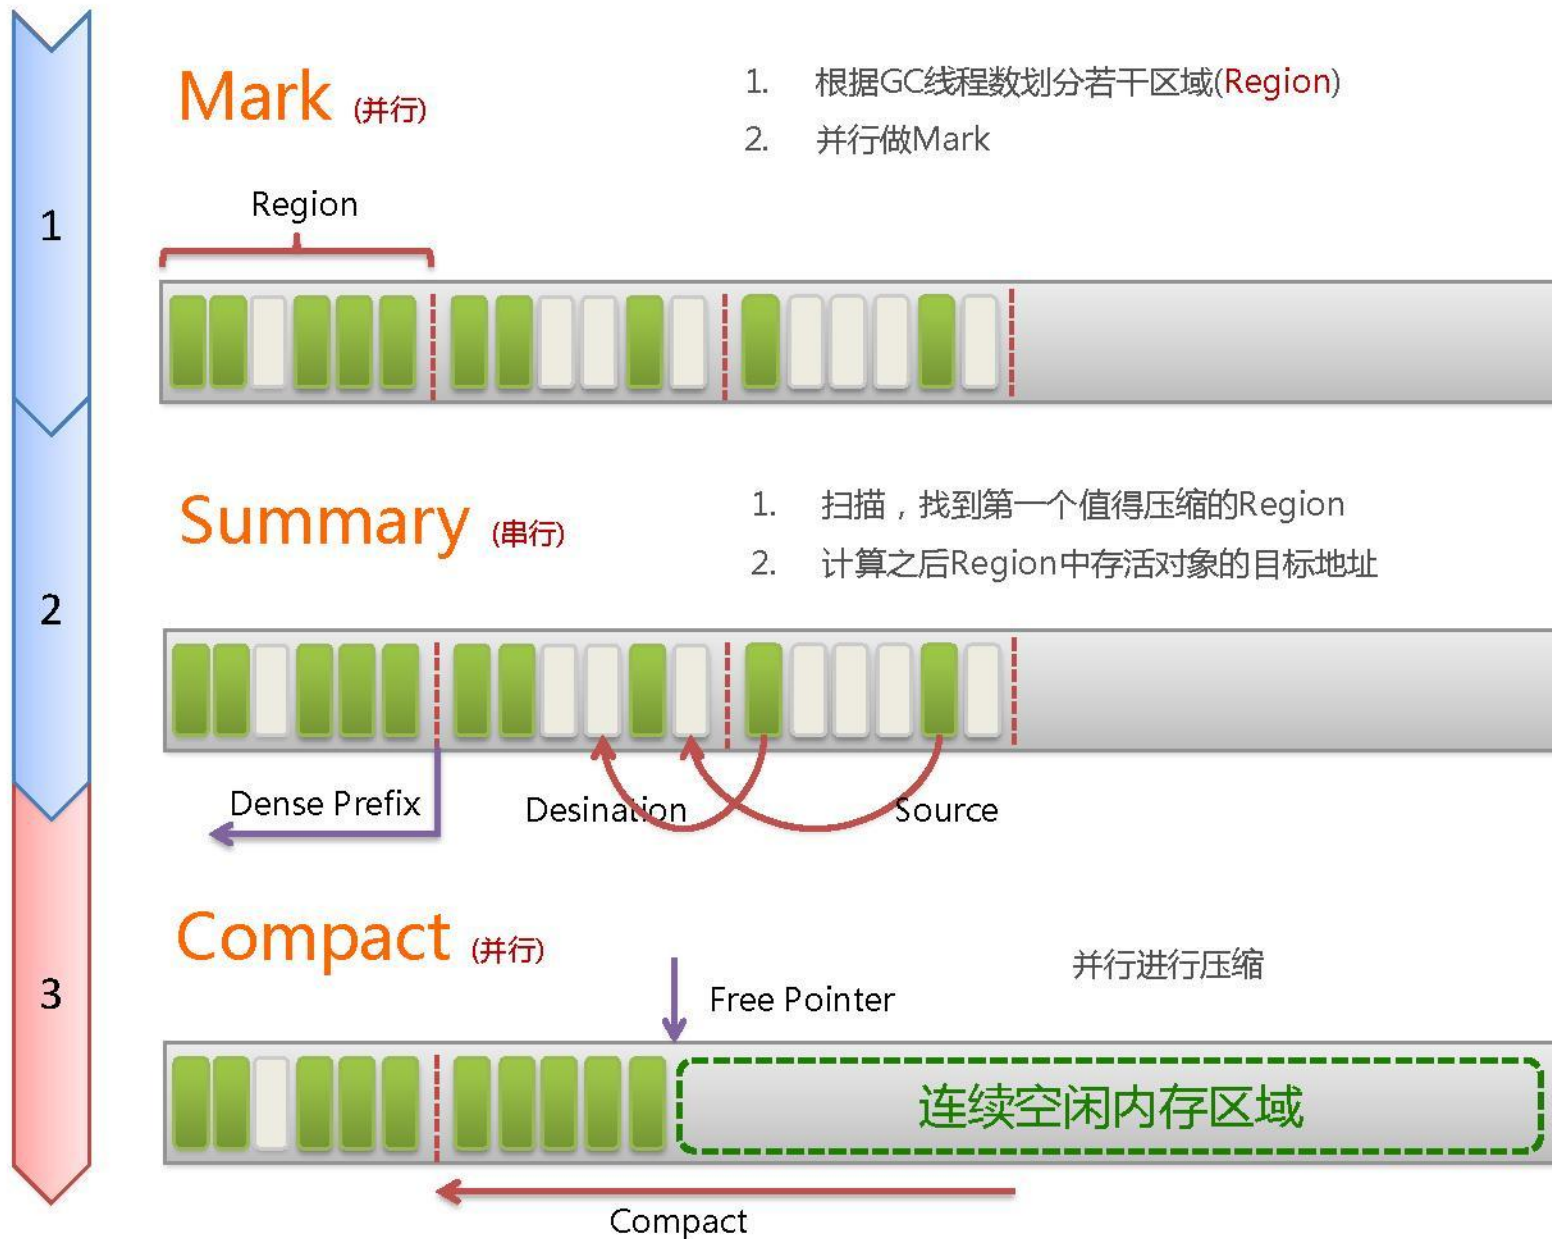 Mark (并行)
1. 根据GC线程数划分若干区域(Region)
2. 并行做Mark
1
Region
Summary (串行)
1. 扫描，找到第一个值得压缩的Region
2. 计算之后Region中存活对象的目标地址
2
Dense Prefix
Desination
Source
Compact (并行)
并行进行压缩
3
Free Pointer
连续空闲内存区域
Compact